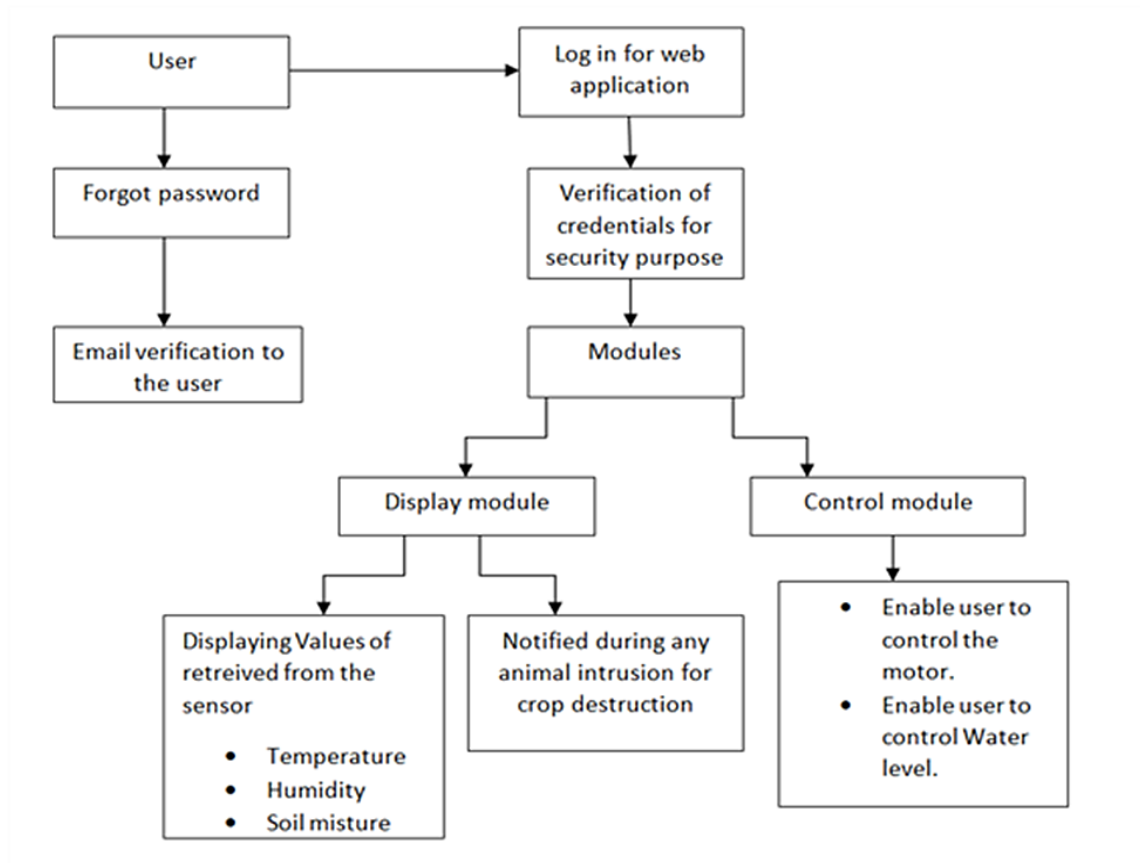 User
Log in for web
application
Forgot password
Verification of
credentials for
security purpose
Email verification to
the user
Modules
Display module
Control module
Displaying Values of
retreived from the
sensor
• Temperature
• Humidity
• Soil misture
Notified during any
animal intrusion for
crop destruction
• Enable user to
control the
motor.
• Enable user to
control Water
level.